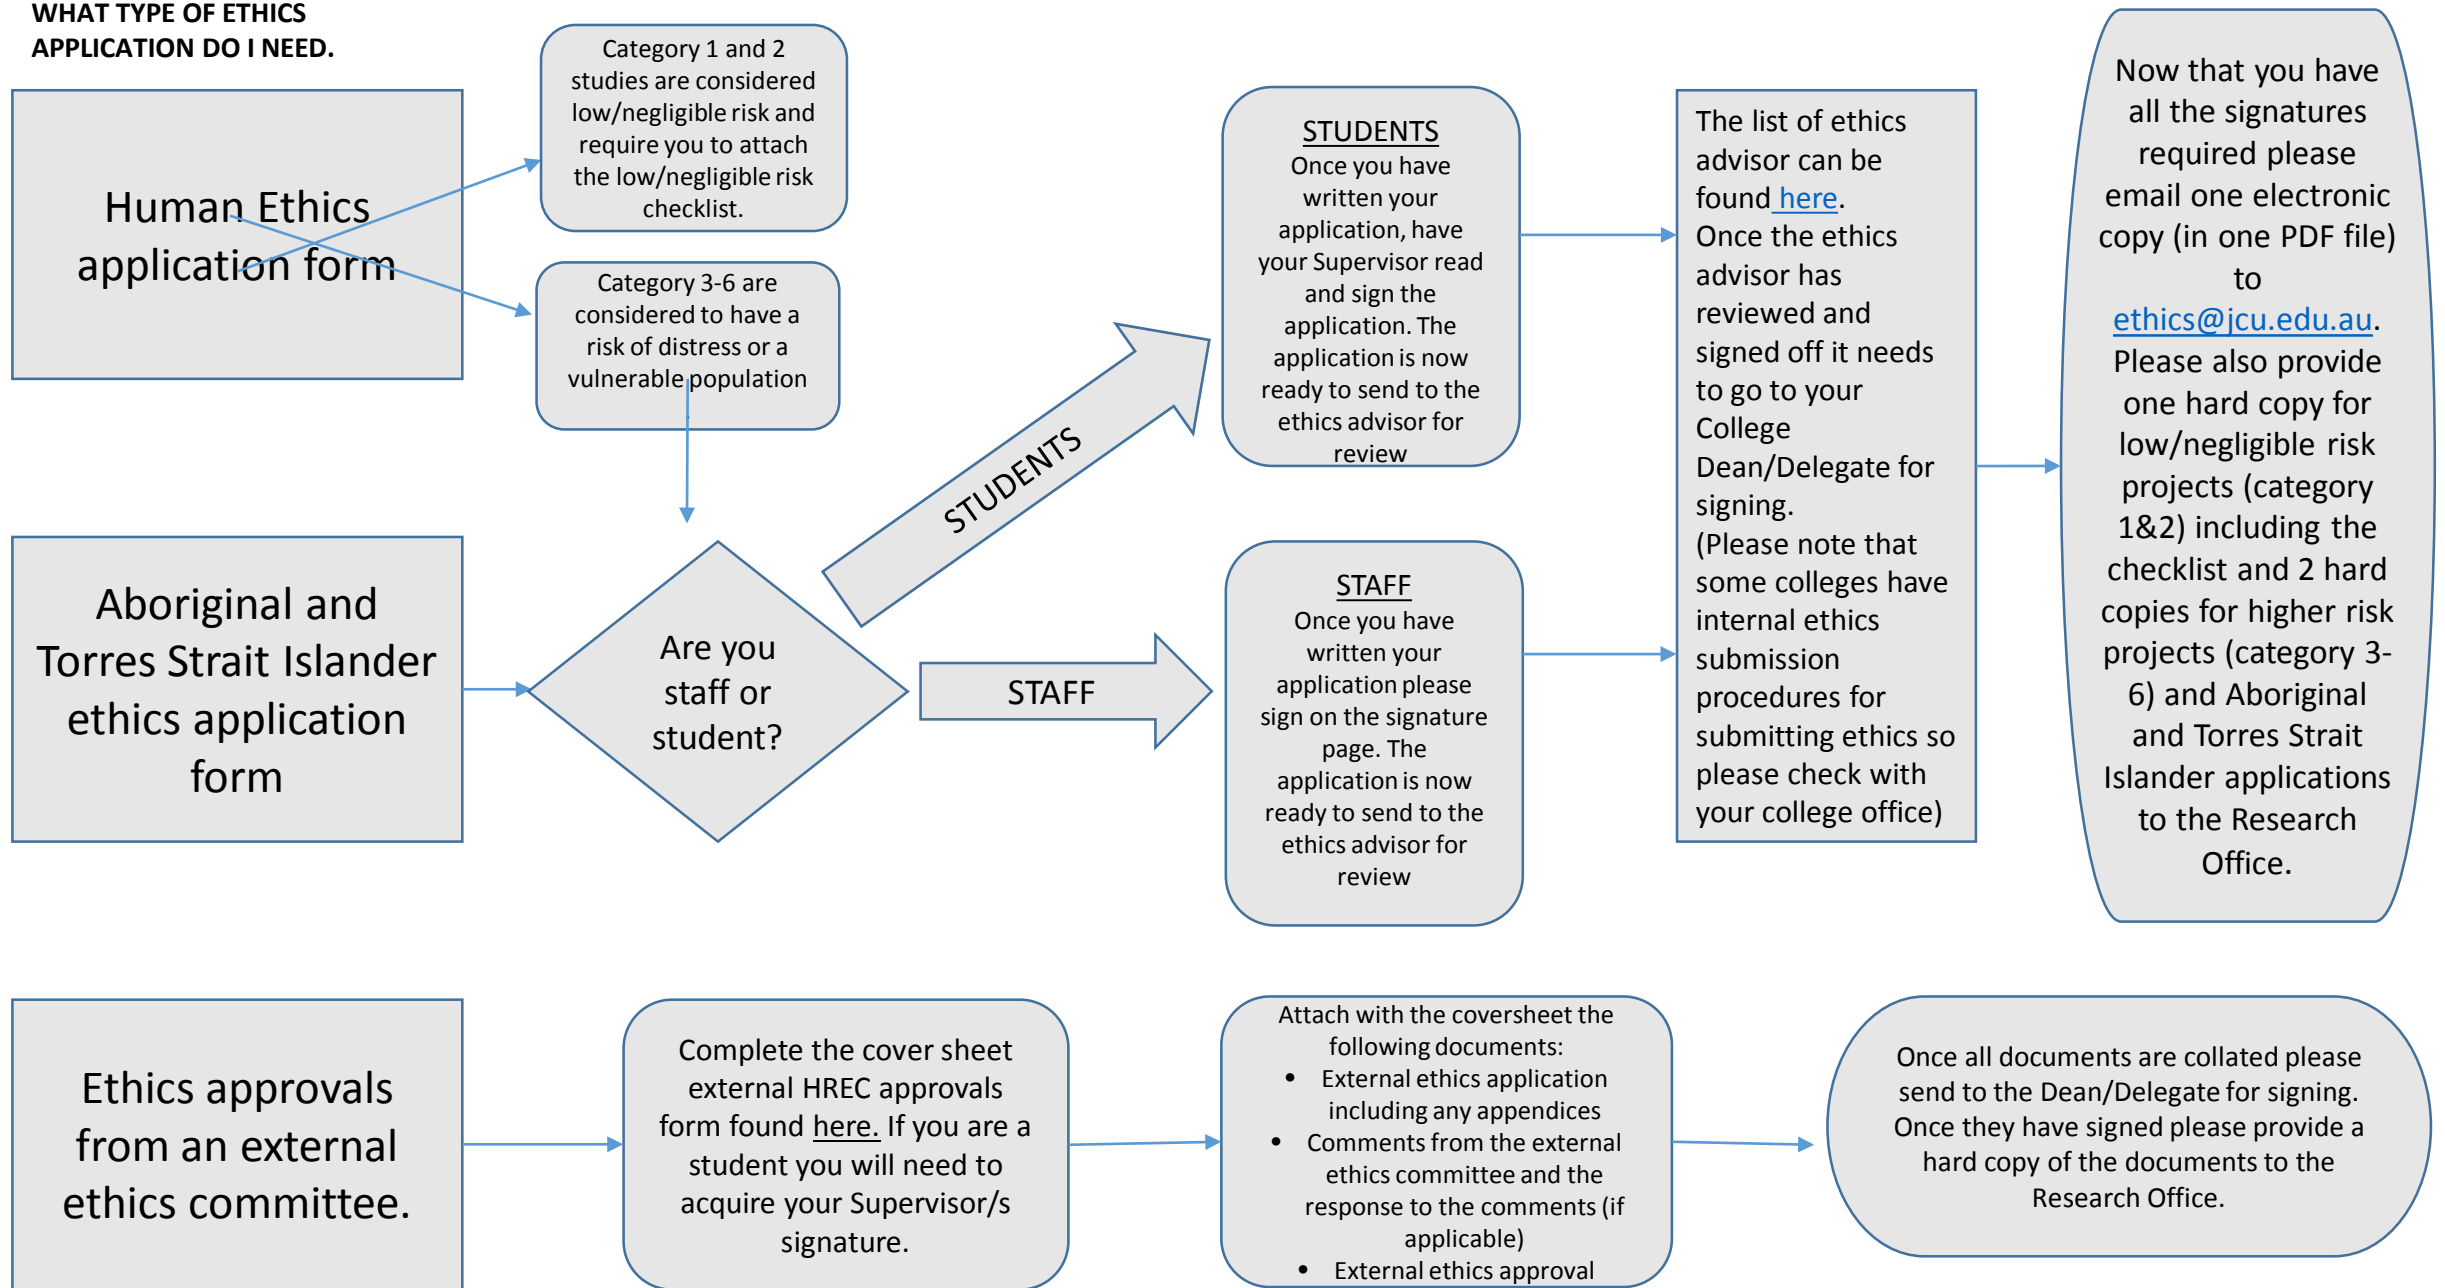 WHAT TYPE OF ETHICS
APPLICATION DO I NEED.
Human Ethics
application form
Category 1 and 2
studies are considered
low/negligible risk and
require you to attach
the low/negligible risk
checklist.
Category 3-6 are
considered to have a
risk of distress or a
vulnerable population
.
Aboriginal and
Torres Strait Islander
ethics application
form
Are you
staff or
student?
STUDENTS
STAFF
STUDENTS
Once you have
written your
application, have
your Supervisor read
and sign the
application. The
application is now
ready to send to the
ethics advisor for
review
STAFF
Once you have
written your
application please
sign on the signature
page. The
application is now
ready to send to the
ethics advisor for
review
The list of ethics
advisor can be
found here.
Once the ethics
advisor has
reviewed and
signed off it needs
to go to your
College
Dean/Delegate for
signing.
(Please note that
some colleges have
internal ethics
submission
procedures for
submitting ethics so
please check with
your college office)
Now that you have
all the signatures
required please
email one electronic
copy (in one PDF file)
to
ethics@jcu.edu.au.
Please also provide
one hard copy for
low/negligible risk
projects (category
1&2) including the
checklist and 2 hard
copies for higher risk
projects (category 3-
6) and Aboriginal
and Torres Strait
Islander applications
to the Research
Office.
Ethics approvals
from an external
ethics committee.
Complete the cover sheet
external HREC approvals
form found here. If you are a
student you will need to
acquire your Supervisor/s
signature.
Attach with the coversheet the
following documents:
• External ethics application
including any appendices
• Comments from the external
ethics committee and the
response to the comments (if
applicable)
• External ethics approval
Once all documents are collated please
send to the Dean/Delegate for signing.
Once they have signed please provide a
hard copy of the documents to the
Research Office.